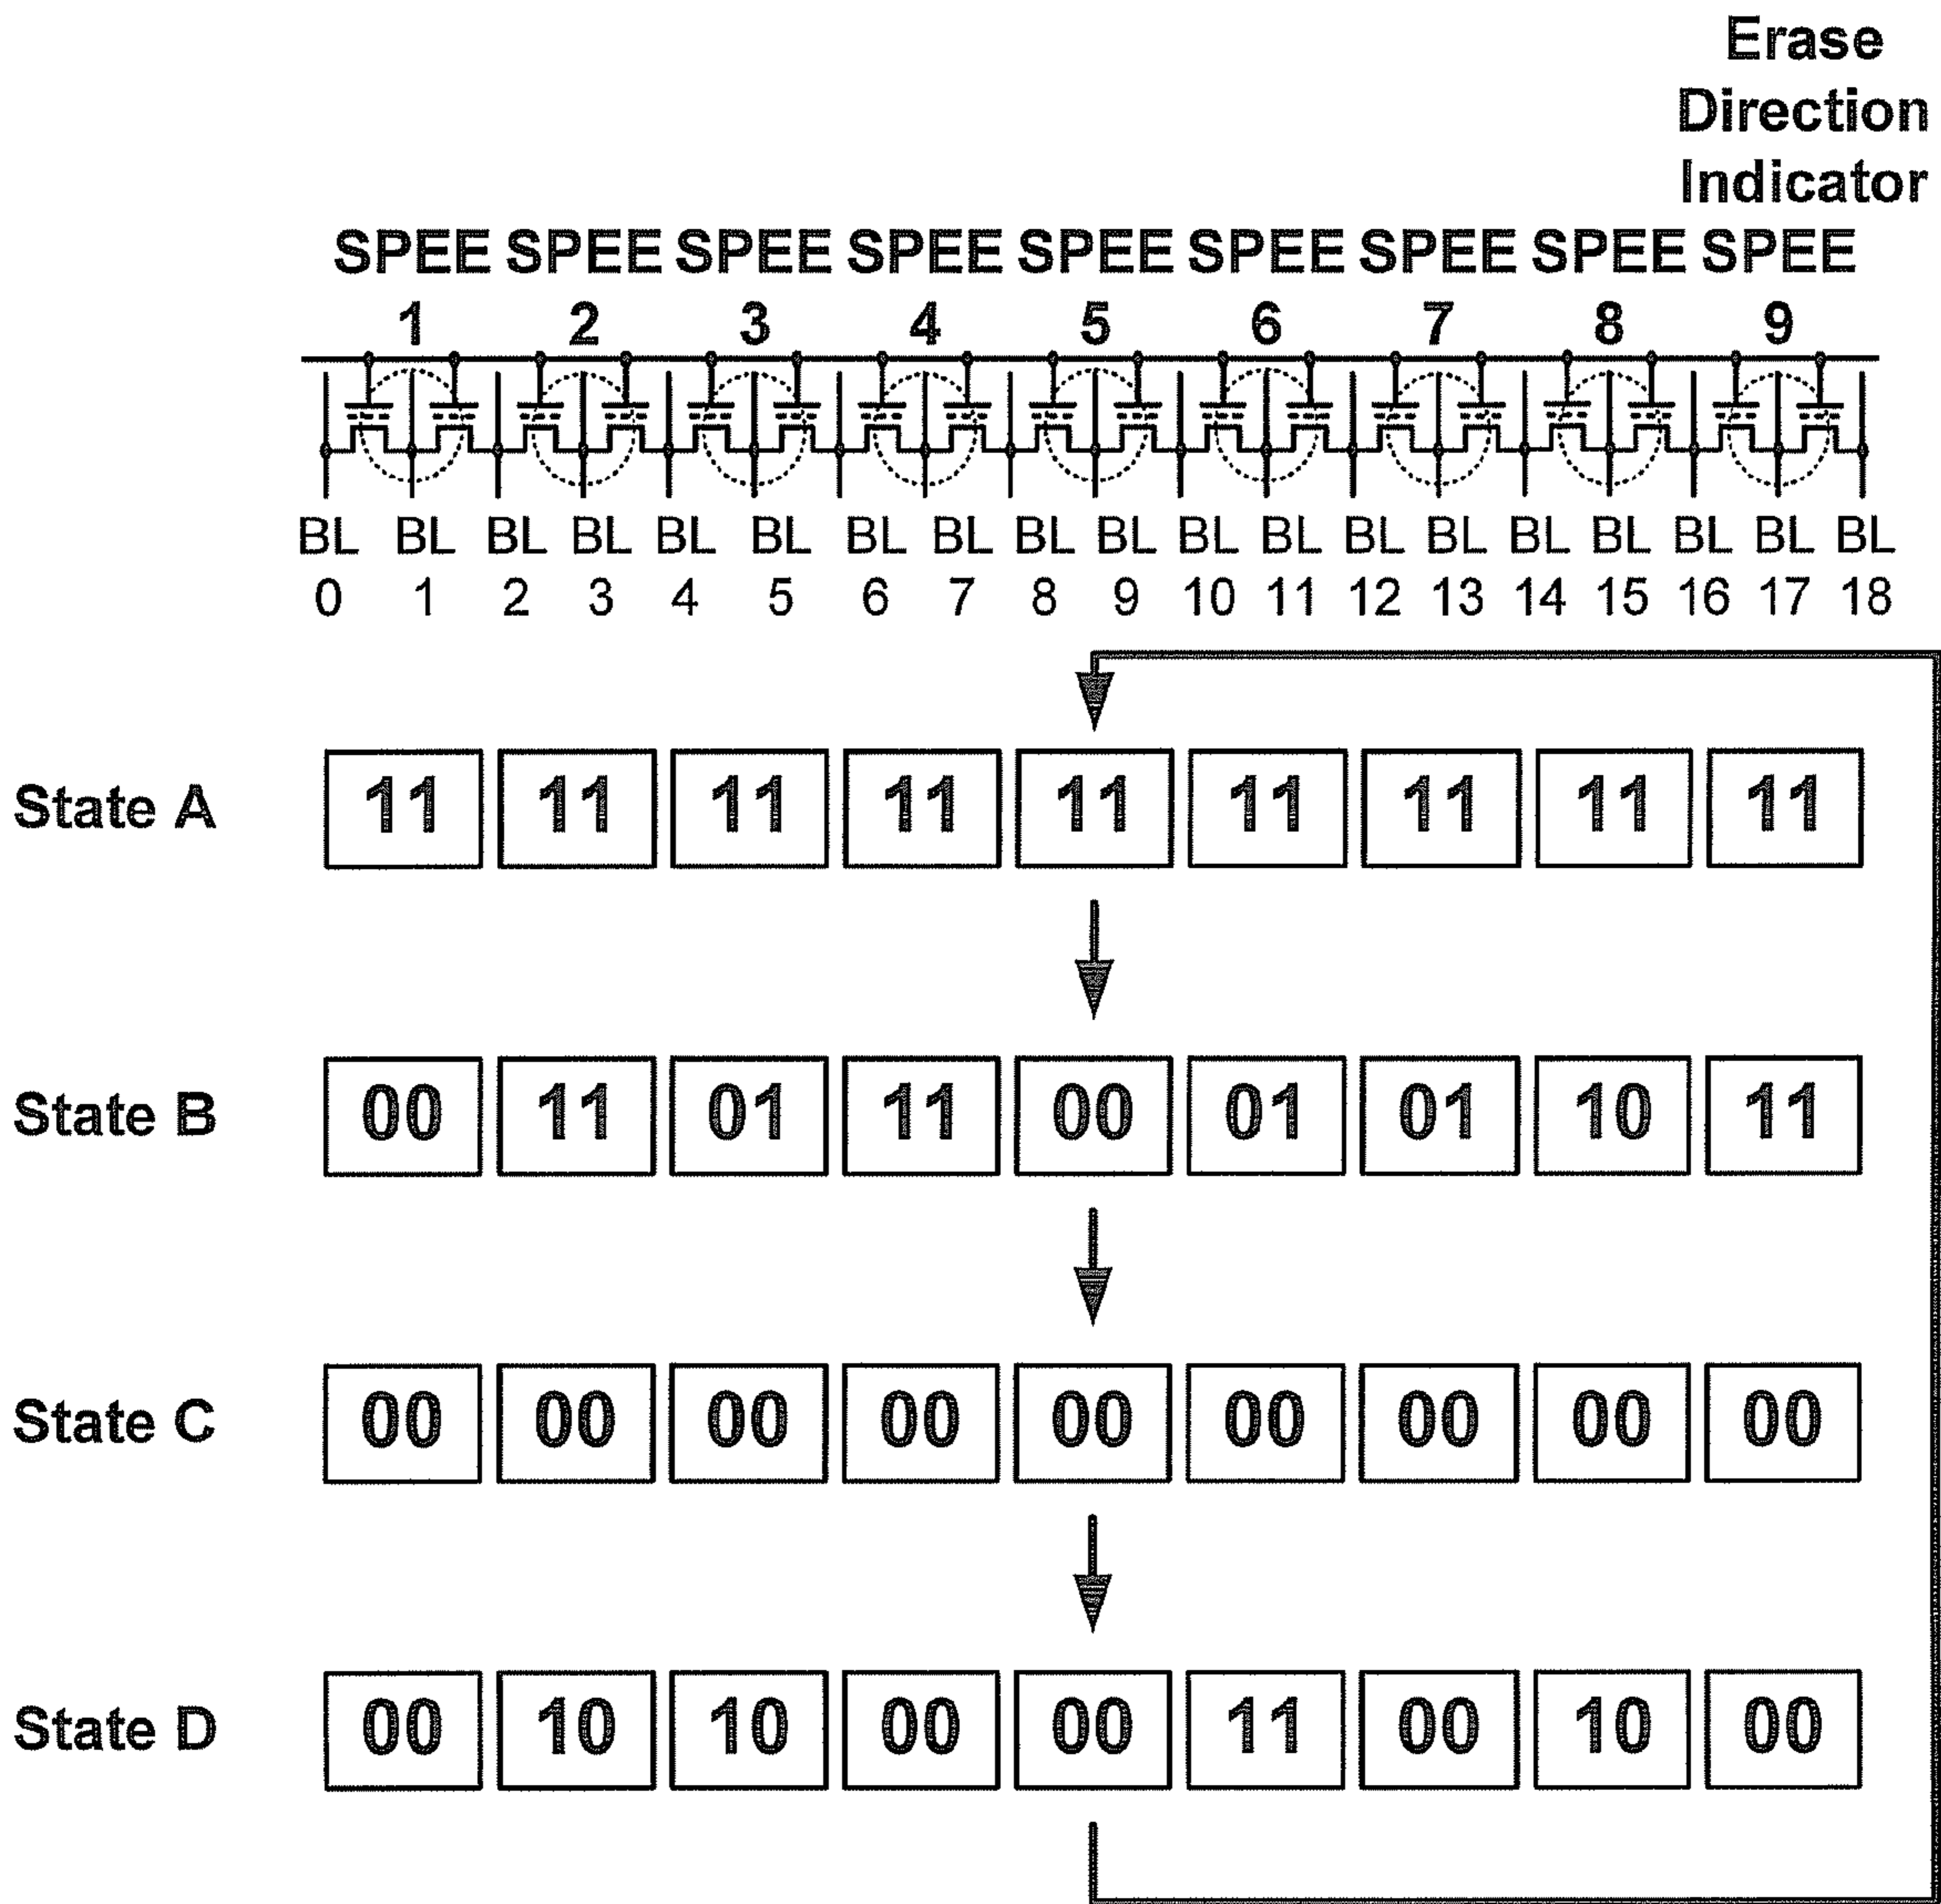 Erase
Direction
Indicator
SPEE SPEE SPEE SPEE SPEE SPEE SPEE SPEE SPEE
1 2 3 4 5 6 7 8 9
BL BL BL BL BL BL BL BL BL BL BL BL BL BL BL BL BL BL BL
0 1 2 3 4 5 6 7 8 9 10 11 12 13 14 15 16 17 18
State A 11 11 11 11 11 11 11 11 11
State B 00 11 01 11 00 01 01 10 11
State C 00 00 00 00 00 00 00 00 00
State D 00 10 10 00 00 11 00 10 00